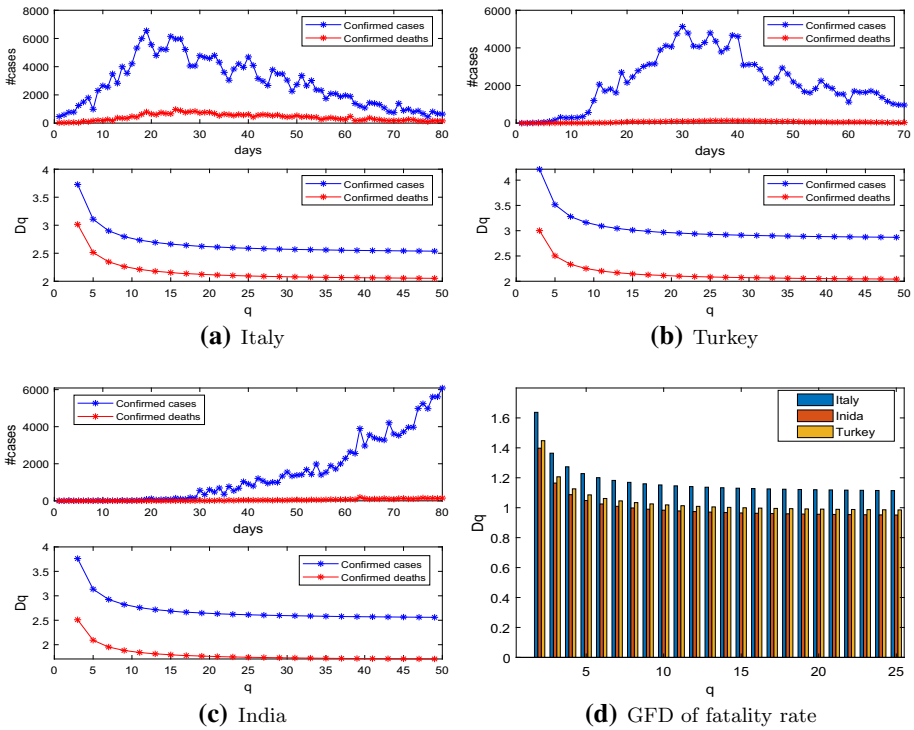 8000
6000
4000
2000
0
#cases
Confirmed cases
Confirmed deaths
0 10 20 30 40 50 60 70 80
days
4
3.5
3
2.5
2
Dq
Confirmed cases
Confirmed deaths
0 5 10 15 20 25 30 35 40 45 50
q
(a) Italy
6000
4000
2000
0
#cases
Confirmed cases
Confirmed deaths
0 10 20 30 40 50 60 70
days
4
3.5
3
2.5
2
Dq
Confirmed cases
Confirmed deaths
0 5 10 15 20 25 30 35 40 45 50
q
(b) Turkey
6000
4000
2000
0
#cases
Confirmed cases
Confirmed deaths
0 10 20 30 40 50 60 70 80
days
4
3.5
3
2.5
2
Dq
Confirmed cases
Confirmed deaths
0 5 10 15 20 25 30 35 40 45 50
q
(c) India
1.6
1.4
1.2
1
0.8
0.6
0.4
0.2
0
Dq
Italy
Inida
Turkey
5 10 15 20 25
q
(d) GFD of fatality rate